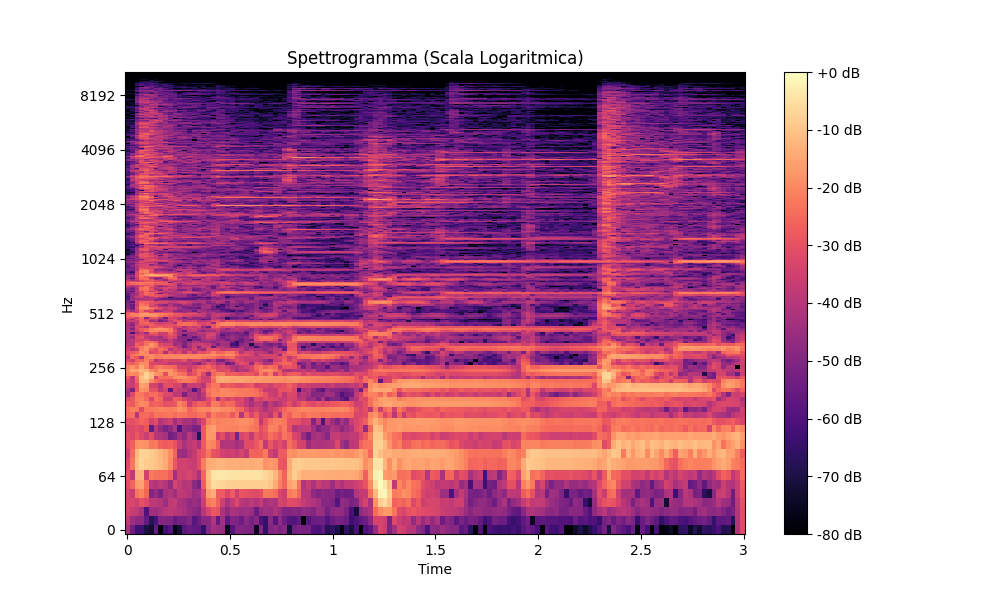 Spettrogramma (Scala Logaritmica)
8192
4096
2048
1024
512
256
128
64
0
Hz
0
0.5
1
1.5
2
2.5
3
Time
+0 dB
-10 dB
-20 dB
-30 dB
-40 dB
-50 dB
-60 dB
-70 dB
-80 dB